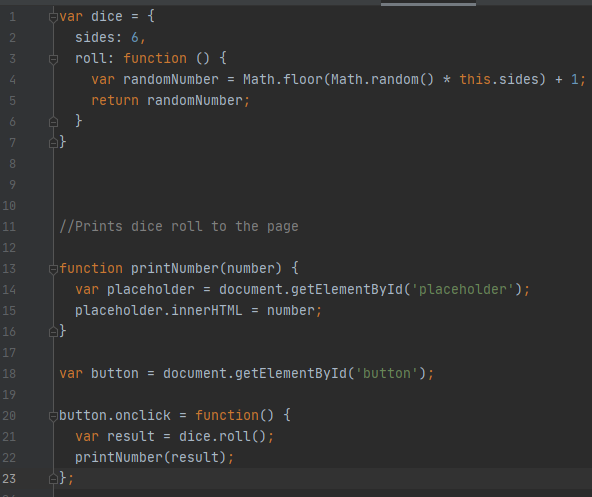 1 var dice = {
2 sides: 6,
3 roll: function () {
4 var randomNumber = Math.floor(Math.random() * this.sides) + 1;
5 return randomNumber;
6 }
7 }
8
9
10
11 //Prints dice roll to the page
12
13 function printNumber(number) {
14 var placeholder = document.getElementById('placeholder');
15 placeholder.innerHTML = number;
16 }
17
18 var button = document.getElementById('button');
19
20 button.onclick = function() {
21 var result = dice.roll();
22 printNumber(result);
23 };